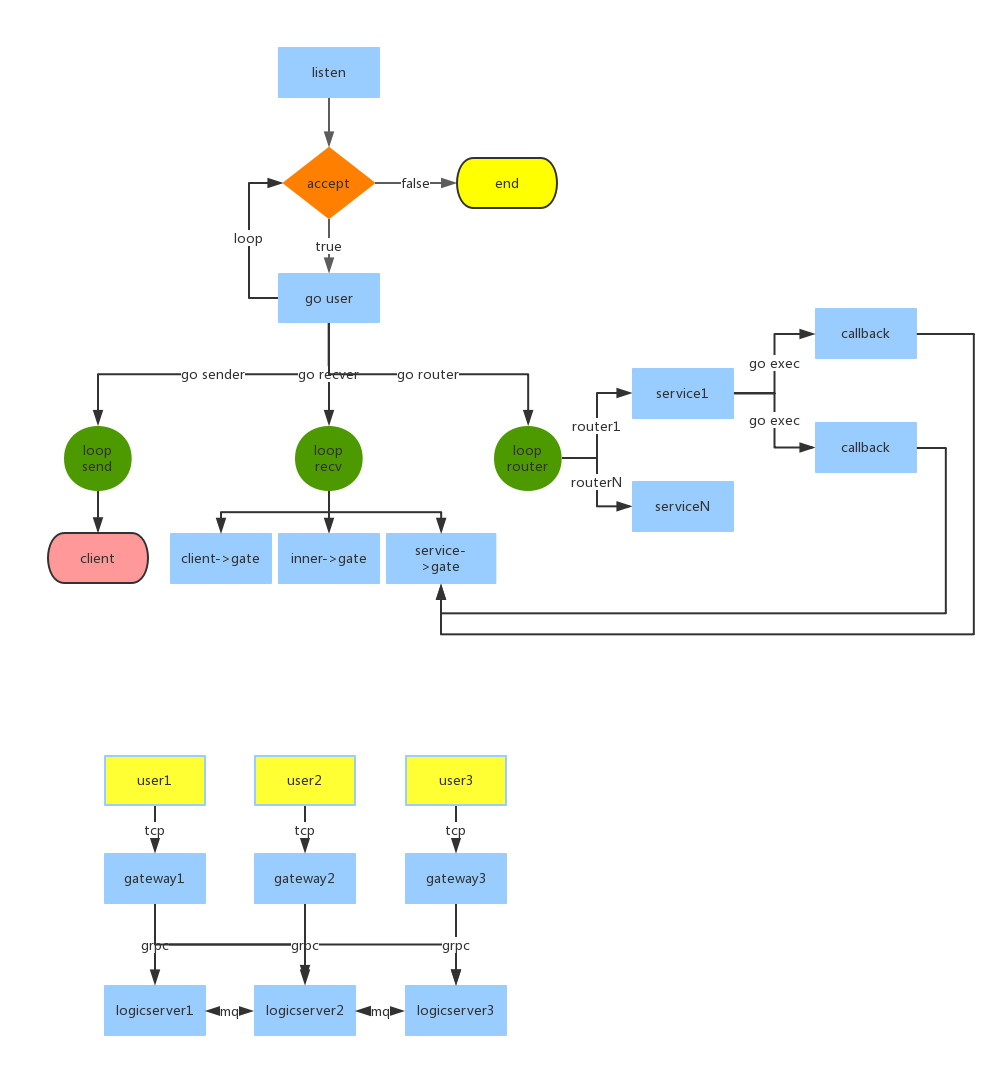 listen
accept
false
end
loop
true
go user
go sender
go recver
go router
loop
send
loop
recv
loop
router
router1
routerN
service1
serviceN
go exec
go exec
callback
callback
client
client->gate
inner->gate
service-
>gate
user1
user2
user3
tcp
tcp
tcp
gateway1
gateway2
gateway3
grpc
grpc
grpc
logicserver1
mq
logicserver2
mq
logicserver3